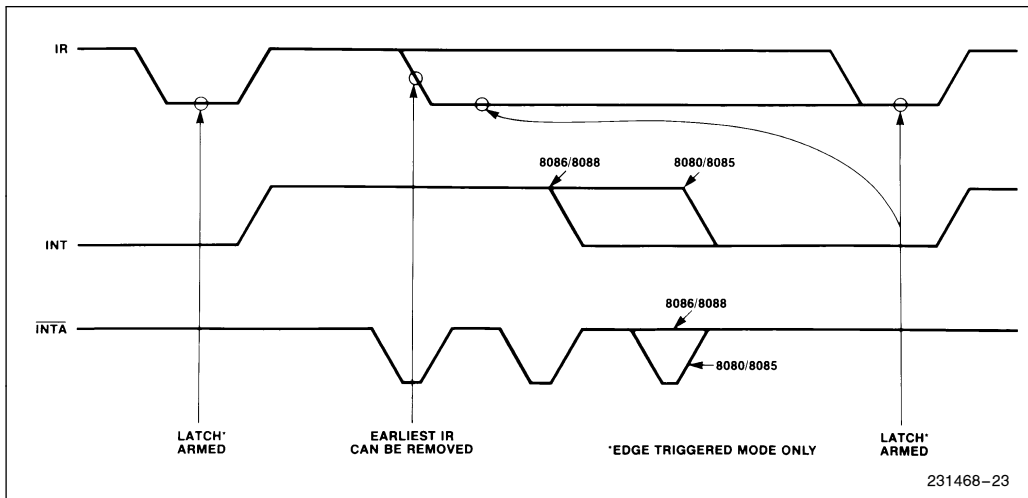 IR
8086/8088
8080/8085
INT
8086/8088
INTA
8080/8085
LATCH*
ARMED
EARLIEST IR
CAN BE REMOVED
*EDGE TRIGGERED MODE ONLY
LATCH*
ARMED
231468–23